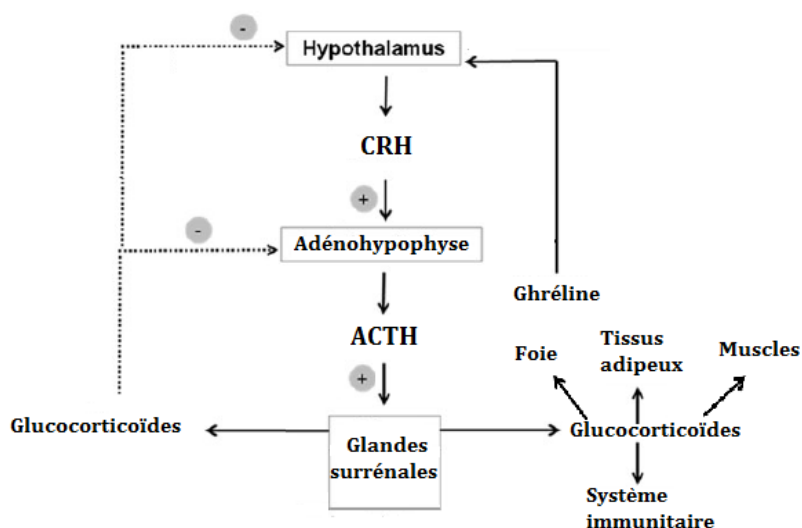 -
Hypothalamus
CRH
+
-
Adénohypophyse
Ghréline
ACTH
Foie
Tissus
adipeux
Muscles
+
Glucocorticoïdes
Glandes
surrénales
Glucocorticoïdes
Système
immunitaire